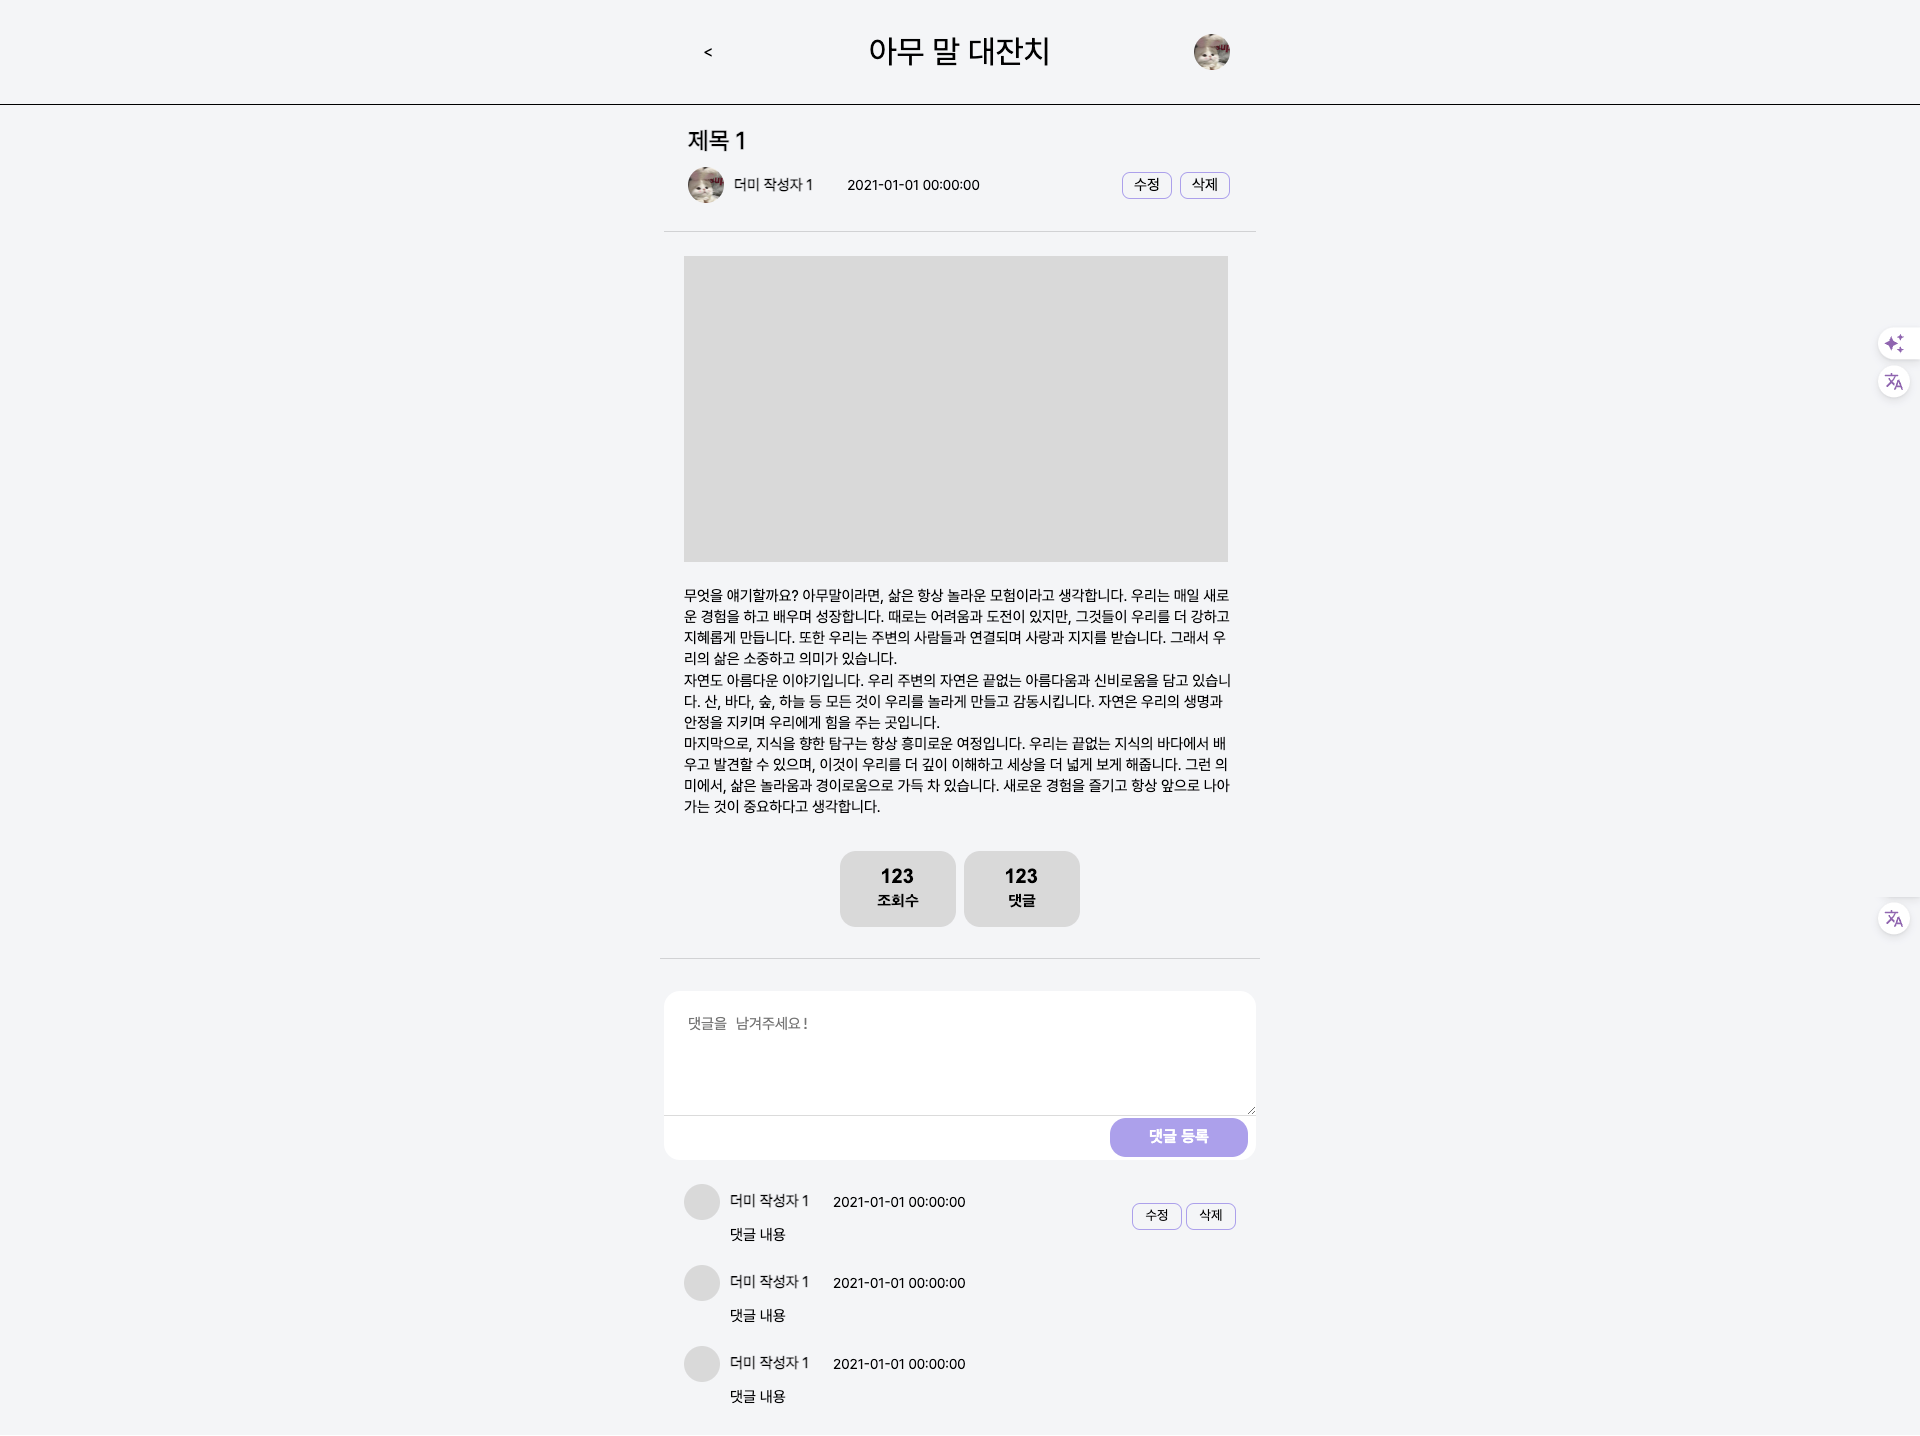 <
아무 말 대잔치
제목 1
더미 작성자 1 2021-01-01 00:00:00 수정 삭제
무엇을 얘기할까요? 아무말이라면, 삶은 항상 놀라운 모험이라고 생각합니다. 우리는 매일 새로
운 경험을 하고 배우며 성장합니다. 때로는 어려움과 도전이 있지만, 그것들이 우리를 더 강하고
지혜롭게 만듭니다. 또한 우리는 주변의 사람들과 연결되며 사랑과 지지를 받습니다. 그래서 우
리의 삶은 소중하고 의미가 있습니다.
자연도 아름다운 이야기입니다. 우리 주변의 자연은 끝없는 아름다움과 신비로움을 담고 있습니
다. 산, 바다, 숲, 하늘 등 모든 것이 우리를 놀라게 만들고 감동시킵니다. 자연은 우리의 생명과
안정을 지키며 우리에게 힘을 주는 곳입니다.
마지막으로, 지식을 향한 탐구는 항상 흥미로운 여정입니다. 우리는 끝없는 지식의 바다에서 배
우고 발견할 수 있으며, 이것이 우리를 더 깊이 이해하고 세상을 더 넓게 보게 해줍니다. 그런 의
미에서, 삶은 놀라움과 경이로움으로 가득 차 있습니다. 새로운 경험을 즐기고 항상 앞으로 나아
가는 것이 중요하다고 생각합니다.
123
조회수
123
댓글
댓글을 남겨주세요!
댓글 등록
더미 작성자 1 2021-01-01 00:00:00 수정 삭제
댓글 내용
더미 작성자 1 2021-01-01 00:00:00
댓글 내용
더미 작성자 1 2021-01-01 00:00:00
댓글 내용